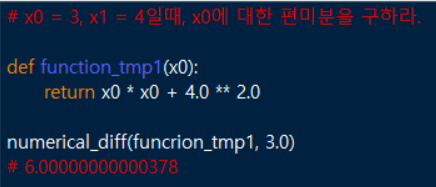 # x0 = 3, x1 = 4일때, x0에 대한 편미분을 구하라.
def function_tmp1(x0):
return x0 * x0 + 4.0 ** 2.0
numerical_diff(funcrion_tmp1, 3.0)
# 6.00000000000378